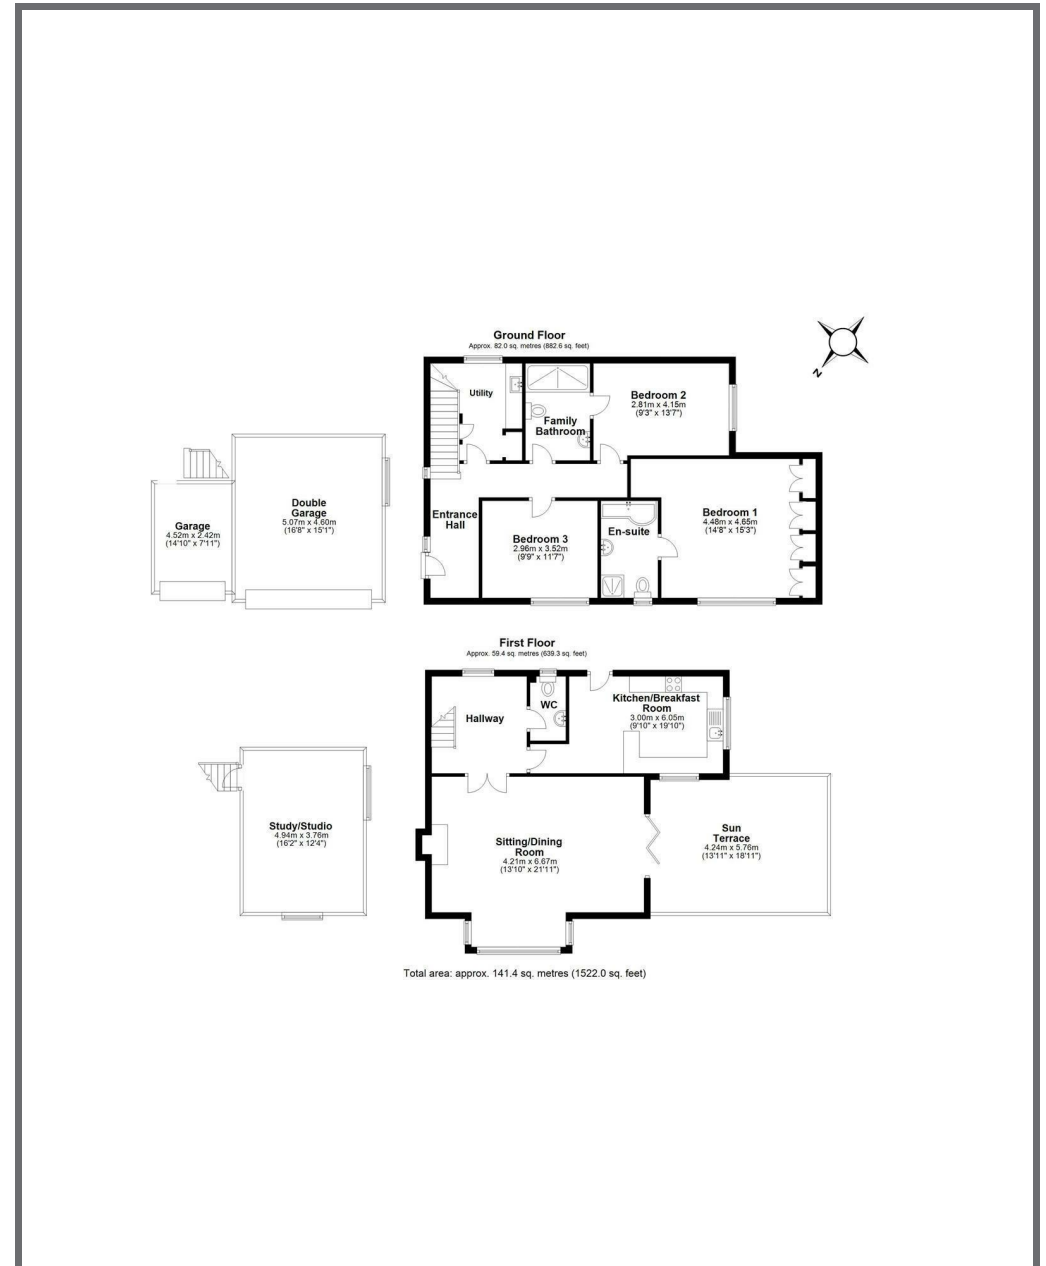 Ground Floor
Approx. 82.0 sq. metres (882.6 sq. feet)
N
Utility
Family
Bathroom
Bedroom 2
2.81m x 4.15m
(9'3" x 13'7")
Double
Garage
5.07m x 4.60m
(16'8" x 15'1")
Garage
4.52m x 2.42m
(14'10" x 7'11")
Entrance
Hall
Bedroom 3
2.96m x 3.52m
(9'9" x 11'7")
En-suite
Bedroom 1
4.48m x 4.65m
(14'8" x 15'3")
First Floor
Approx. 59.4 sq. metres (639.3 sq. feet)
Hallway
WC
Kitchen/Breakfast
Room
3.00m x 6.05m
(9'10" x 19'10")
Study/Studio
4.94m x 3.76m
(16'2" x 12'4")
Sitting/Dining
Room
4.21m x 6.67m
(13'10" x 21'11")
Sun
Terrace
4.24m x 5.76m
(13'11" x 18'11")
Total area: approx. 141.4 sq. metres (1522.0 sq. feet)